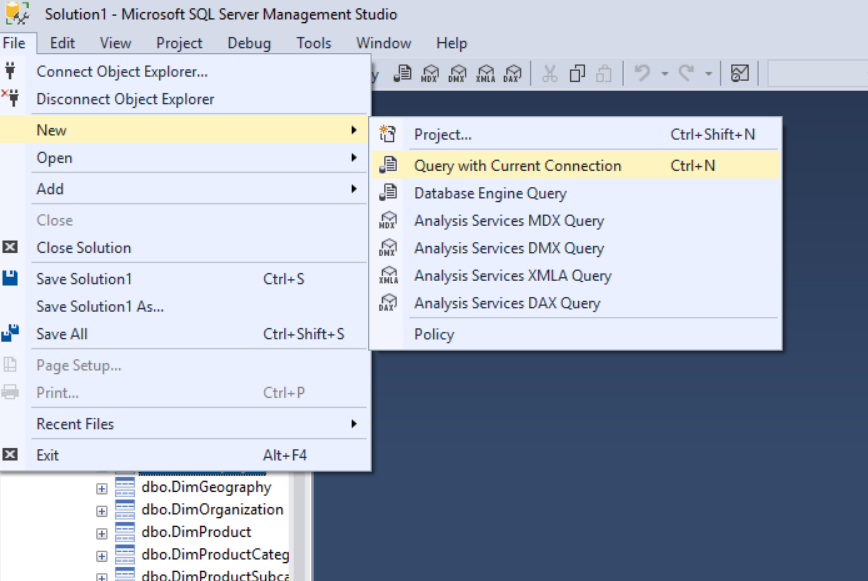 Solution1 - Microsoft SQL Server Management Studio
File Edit View Project Debug Tools Window Help
MDX DMX XMLA DAX
Connect Object Explorer...
Disconnect Object Explorer
New
Open
Add
Close
Close Solution
Save Solution1 Ctrl+S
Save Solution1 As...
Save All Ctrl+Shift+S
Page Setup...
Print... Ctrl+P
Recent Files
Exit Alt+F4
Project... Ctrl+Shift+N
Query with Current Connection Ctrl+N
Database Engine Query
MDX Analysis Services MDX Query
DMX Analysis Services DMX Query
XMLA Analysis Services XMLA Query
DAX Analysis Services DAX Query
Policy
dbo.DimGeography
dbo.DimOrganization
dbo.DimProduct
dbo.DimProductCateg
dbo.DimProductSubca